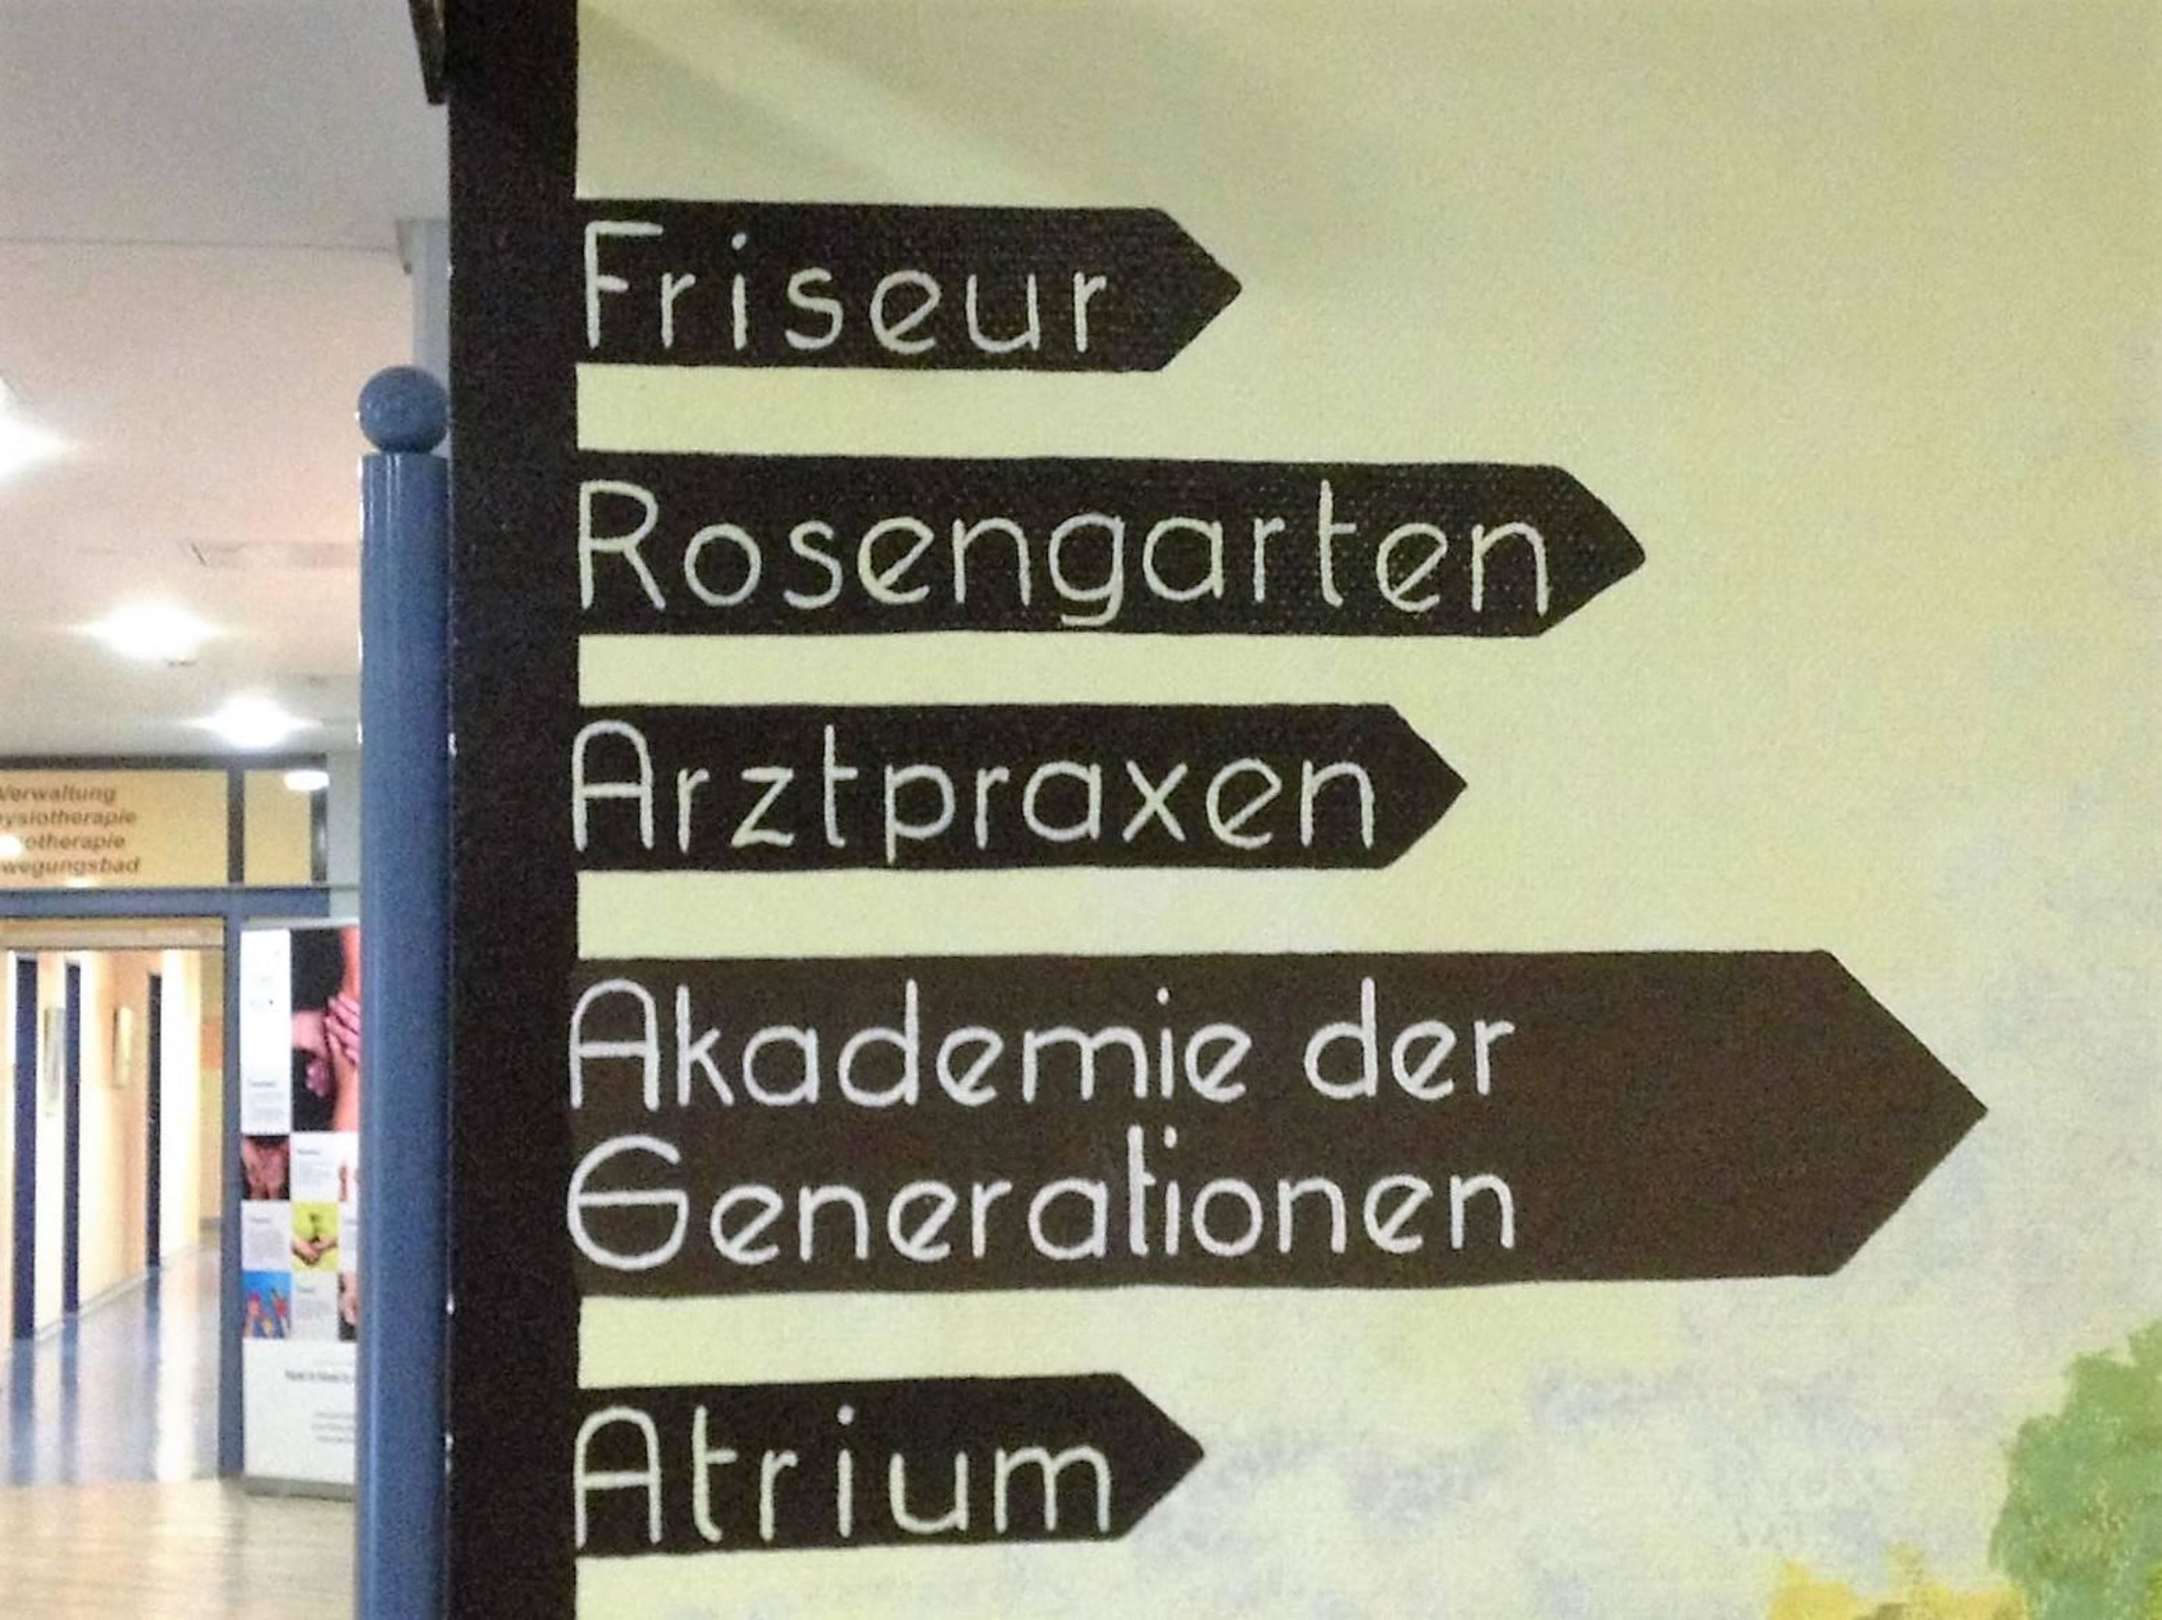 Friseur
Rosengarten
Arztpraxen
Akademie der
Generationen
Atrium
Verwaltung